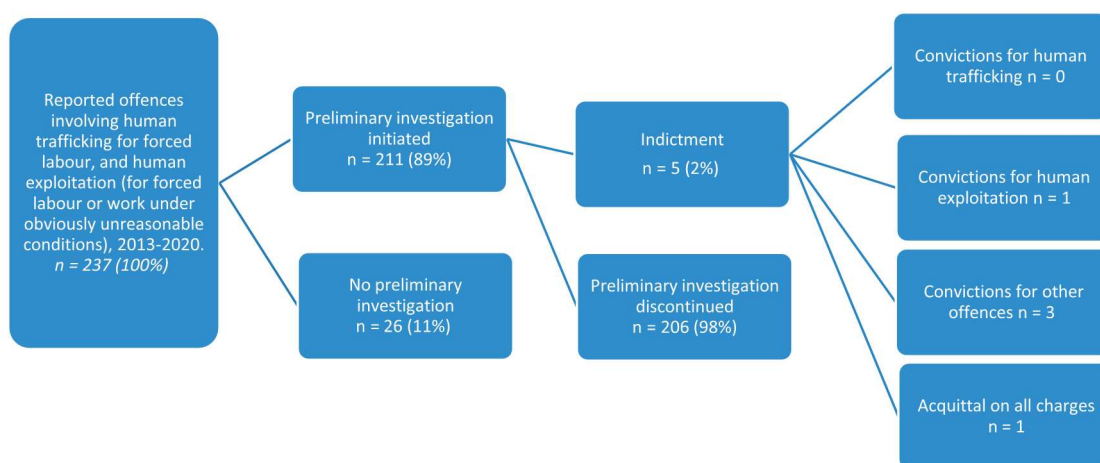 Reported offences
involving human
trafficking for forced
labour, and human
exploitation (for forced
labour or work under
obviously unreasonable
conditions), 2013-2020.
n = 237 (100%)
Preliminary investigation
initiated
n = 211 (89%)
No preliminary
investigation
n = 26 (11%)
Indictment
n = 5 (2%)
Preliminary investigation
discontinued
n = 206 (98%)
Convictions for human
trafficking n = 0
Convictions for human
exploitation n = 1
Convictions for other
offences n = 3
Acquittal on all charges
n = 1